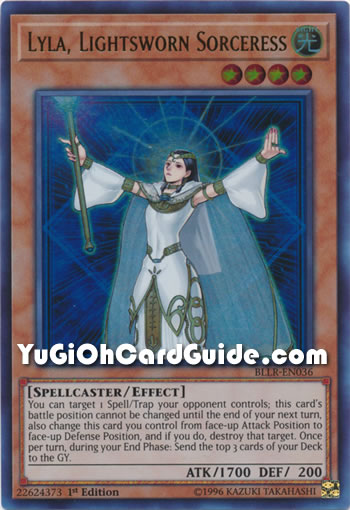 LYLA, LIGHTSWORN SORCERESS 光
YuGiOhCardGuide.com
BLLR-EN036
[SPELLCASTER/EFFECT]
You can target 1 Spell/Trap your opponent controls; this card's
battle position cannot be changed until the end of your next turn,
also change this card you control from face-up Attack Position to
face-up Defense Position, and if you do, destroy that target. Once
per turn, during your End Phase: Send the top 3 cards of your Deck
to the GY.
ATK/1700 DEF/ 200
22624373 1st Edition ©1996 KAZUKI TAKAHASHI